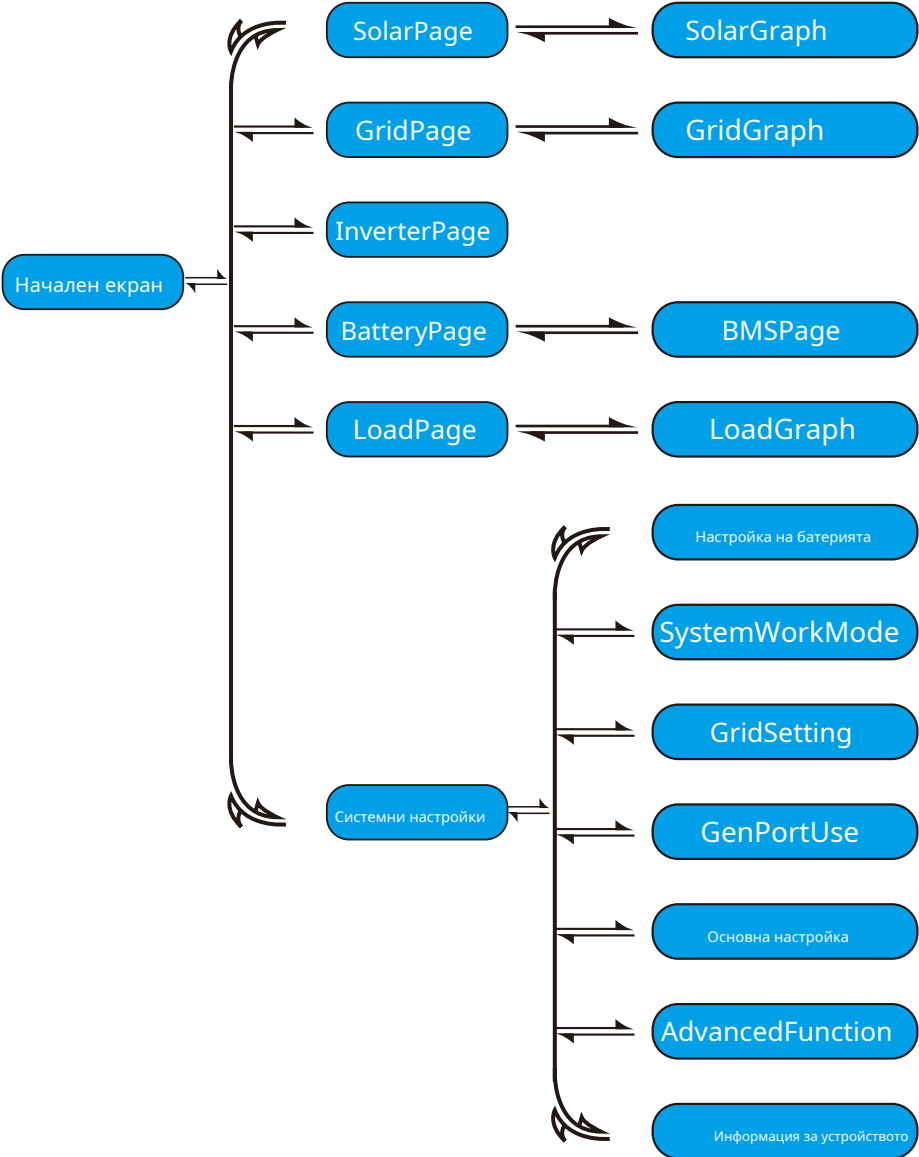 SolarPage
SolarGraph
GridPage
GridGraph
InverterPage
Начален екран
BatteryPage
BMSPage
LoadPage
LoadGraph
Настройка на батерията
SystemWorkMode
GridSetting
Системни настройки
GenPortUse
Основна настройка
AdvancedFunction
Информация за устройството